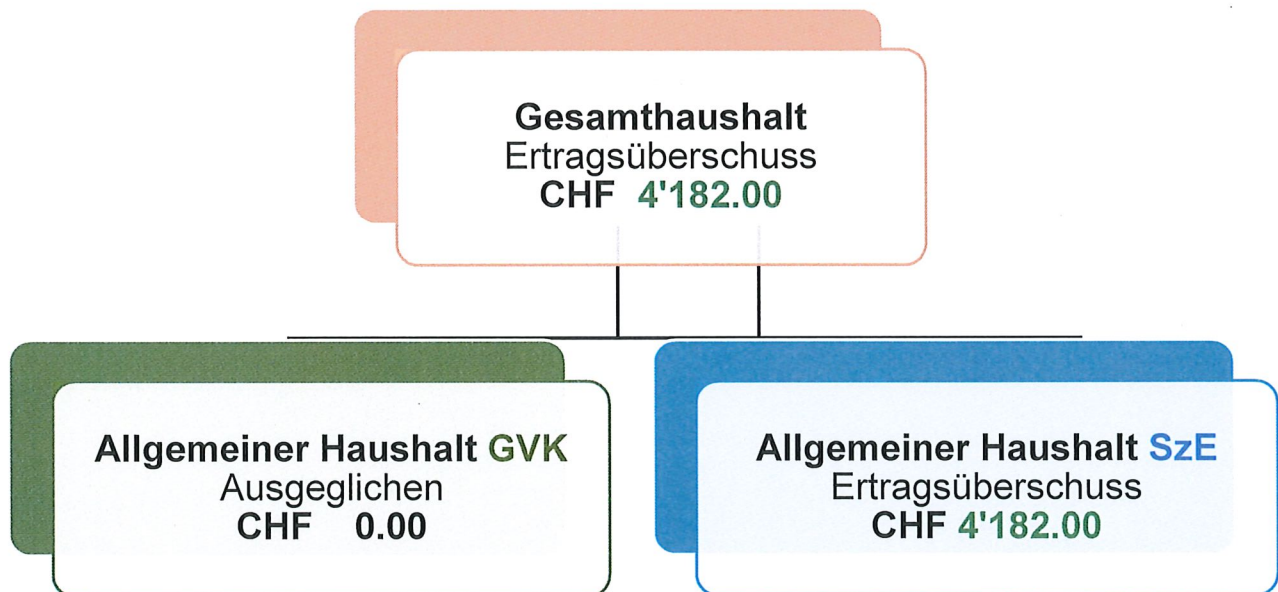 Gesamthaushalt
Ertragsüberschuss
CHF 4'182.00
Allgemeiner Haushalt GVK
Ausgeglichen
CHF 0.00
Allgemeiner Haushalt SzE
Ertragsüberschuss
CHF 4'182.00